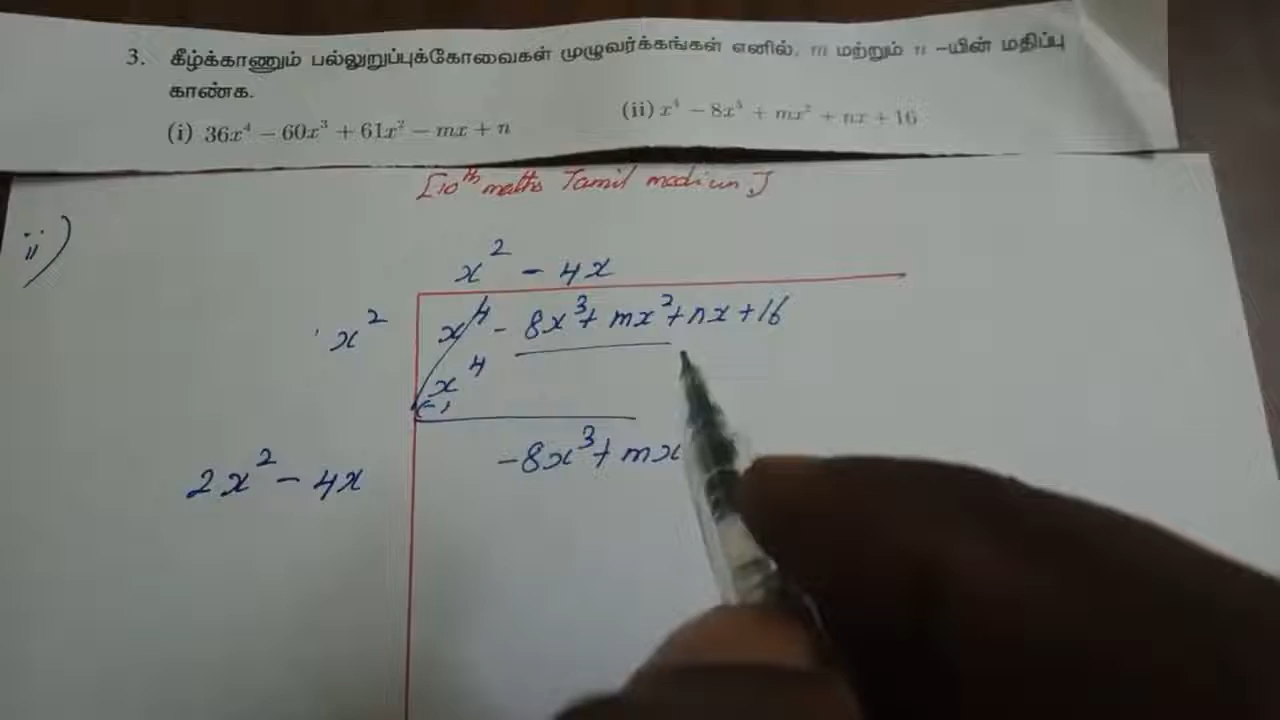 3. கீழ்க்காணும் பல்லுறுப்புக்கோவைகள் முழுவர்க்கங்கள் எனில், m மற்றும் n –யின் மதிப்பு
காண்க.
(i) 36x⁴ − 60x³ + 61x² − mx + n (ii) x⁴ − 8x³ + mx² + nx + 16
[10th maths Tamil medium]
ii)
x² − 4x
x² x⁴ − 8x³ + mx² + nx + 16
x⁴
(−)
2x² − 4x −8x³ + mx